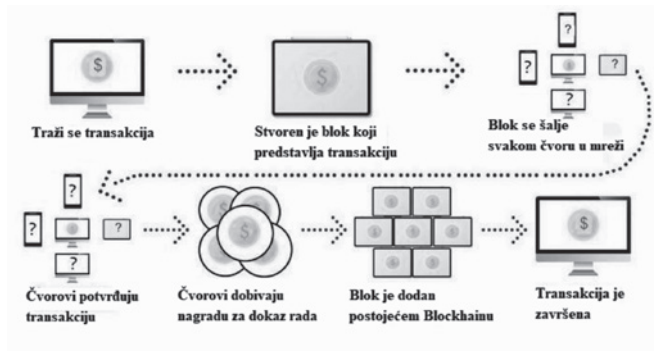 Traži se transakcija
Stvoren je blok koji
predstavlja transakciju
Blok se šalje
svakom čvoru u mreži
Čvorovi potvrđuju
transakciju
Čvorovi dobivaju
nagradu za dokaz rada
Blok je dodan
postojećem Blockhainu
Transakcija je
završena